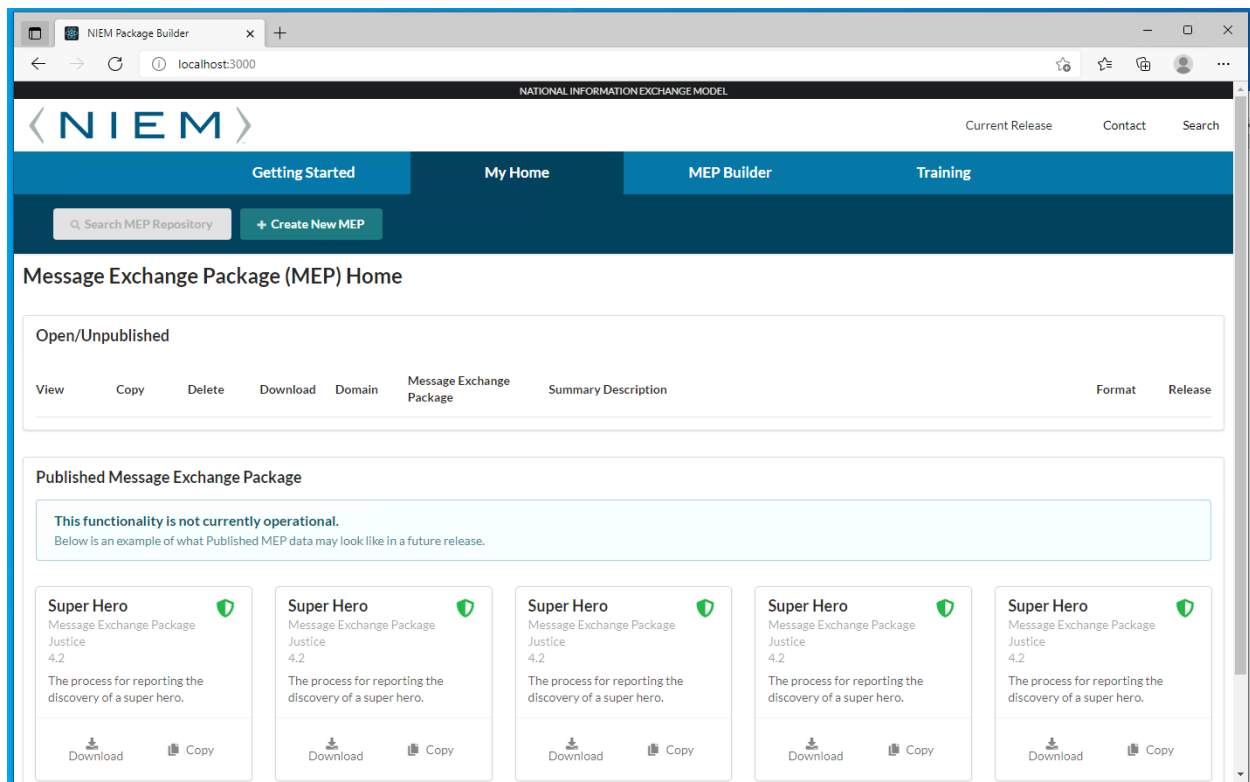 NIEM Package Builder
localhost:3000
NATIONAL INFORMATION EXCHANGE MODEL
NIEM
Current Release Contact Search
Getting Started My Home MEP Builder Training
Search MEP Repository + Create New MEP
Message Exchange Package (MEP) Home
Open/Unpublished
View Copy Delete Download Domain Message Exchange Package Summary Description Format Release
Published Message Exchange Package
This functionality is not currently operational.
Below is an example of what Published MEP data may look like in a future release.
Super Hero
Message Exchange Package
Justice
4.2
The process for reporting the
discovery of a super hero.
Download Copy
Super Hero
Message Exchange Package
Justice
4.2
The process for reporting the
discovery of a super hero.
Download Copy
Super Hero
Message Exchange Package
Justice
4.2
The process for reporting the
discovery of a super hero.
Download Copy
Super Hero
Message Exchange Package
Justice
4.2
The process for reporting the
discovery of a super hero.
Download Copy
Super Hero
Message Exchange Package
Justice
4.2
The process for reporting the
discovery of a super hero.
Download Copy